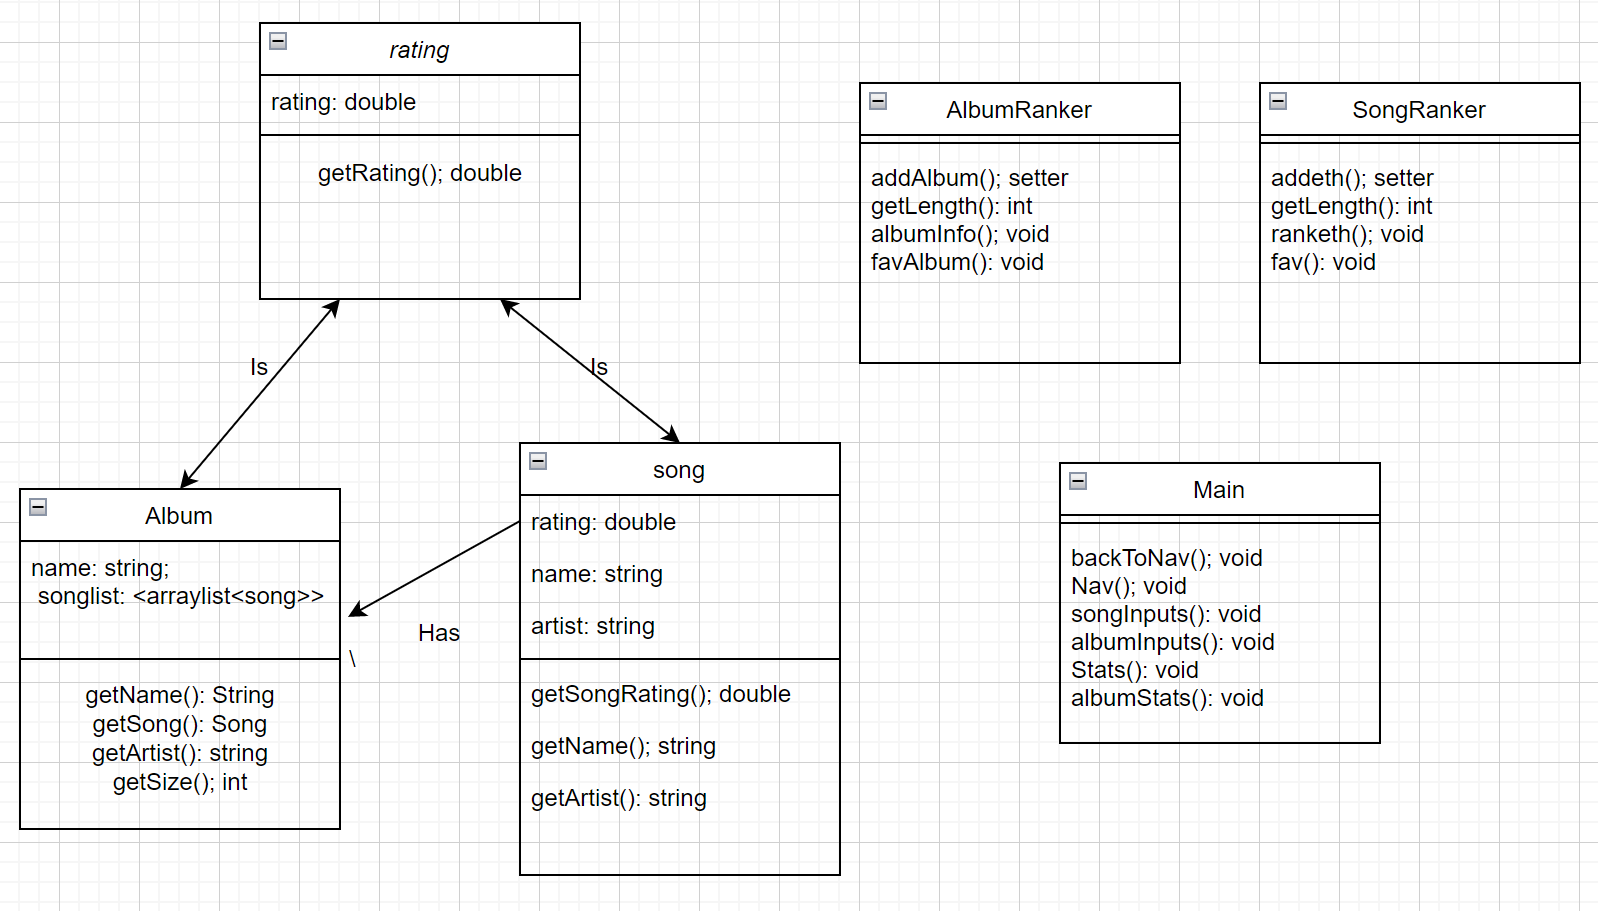 rating
rating: double
getRating(); double
AlbumRanker
addAlbum(); setter
getLength(): int
albumInfo(); void
favAlbum(): void
SongRanker
addeth(); setter
getLength(): int
ranketh(); void
fav(): void
Is
Is
Album
name: string;
songlist: <arraylist<song>>
getName(): String
getSong(): Song
getArtist(): string
getSize(); int
Has
\
song
rating: double
name: string
artist: string
getSongRating(); double
getName(); string
getArtist(): string
Main
backToNav(); void
Nav(); void
songInputs(): void
albumInputs(): void
Stats(): void
albumStats(): void